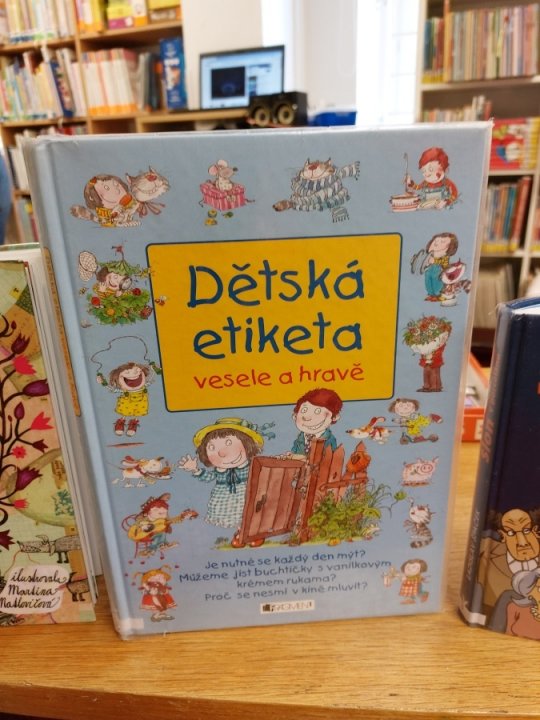 Dětská
etiketa
vesele a hravě
Je nutné se každý den mýt?
Můžeme jíst buchtičky s vanilkovým
krémem rukama?
Proč se nesmí v kině mluvit?
FRAGMENT
ilustrovala
Martina
Matlovičová